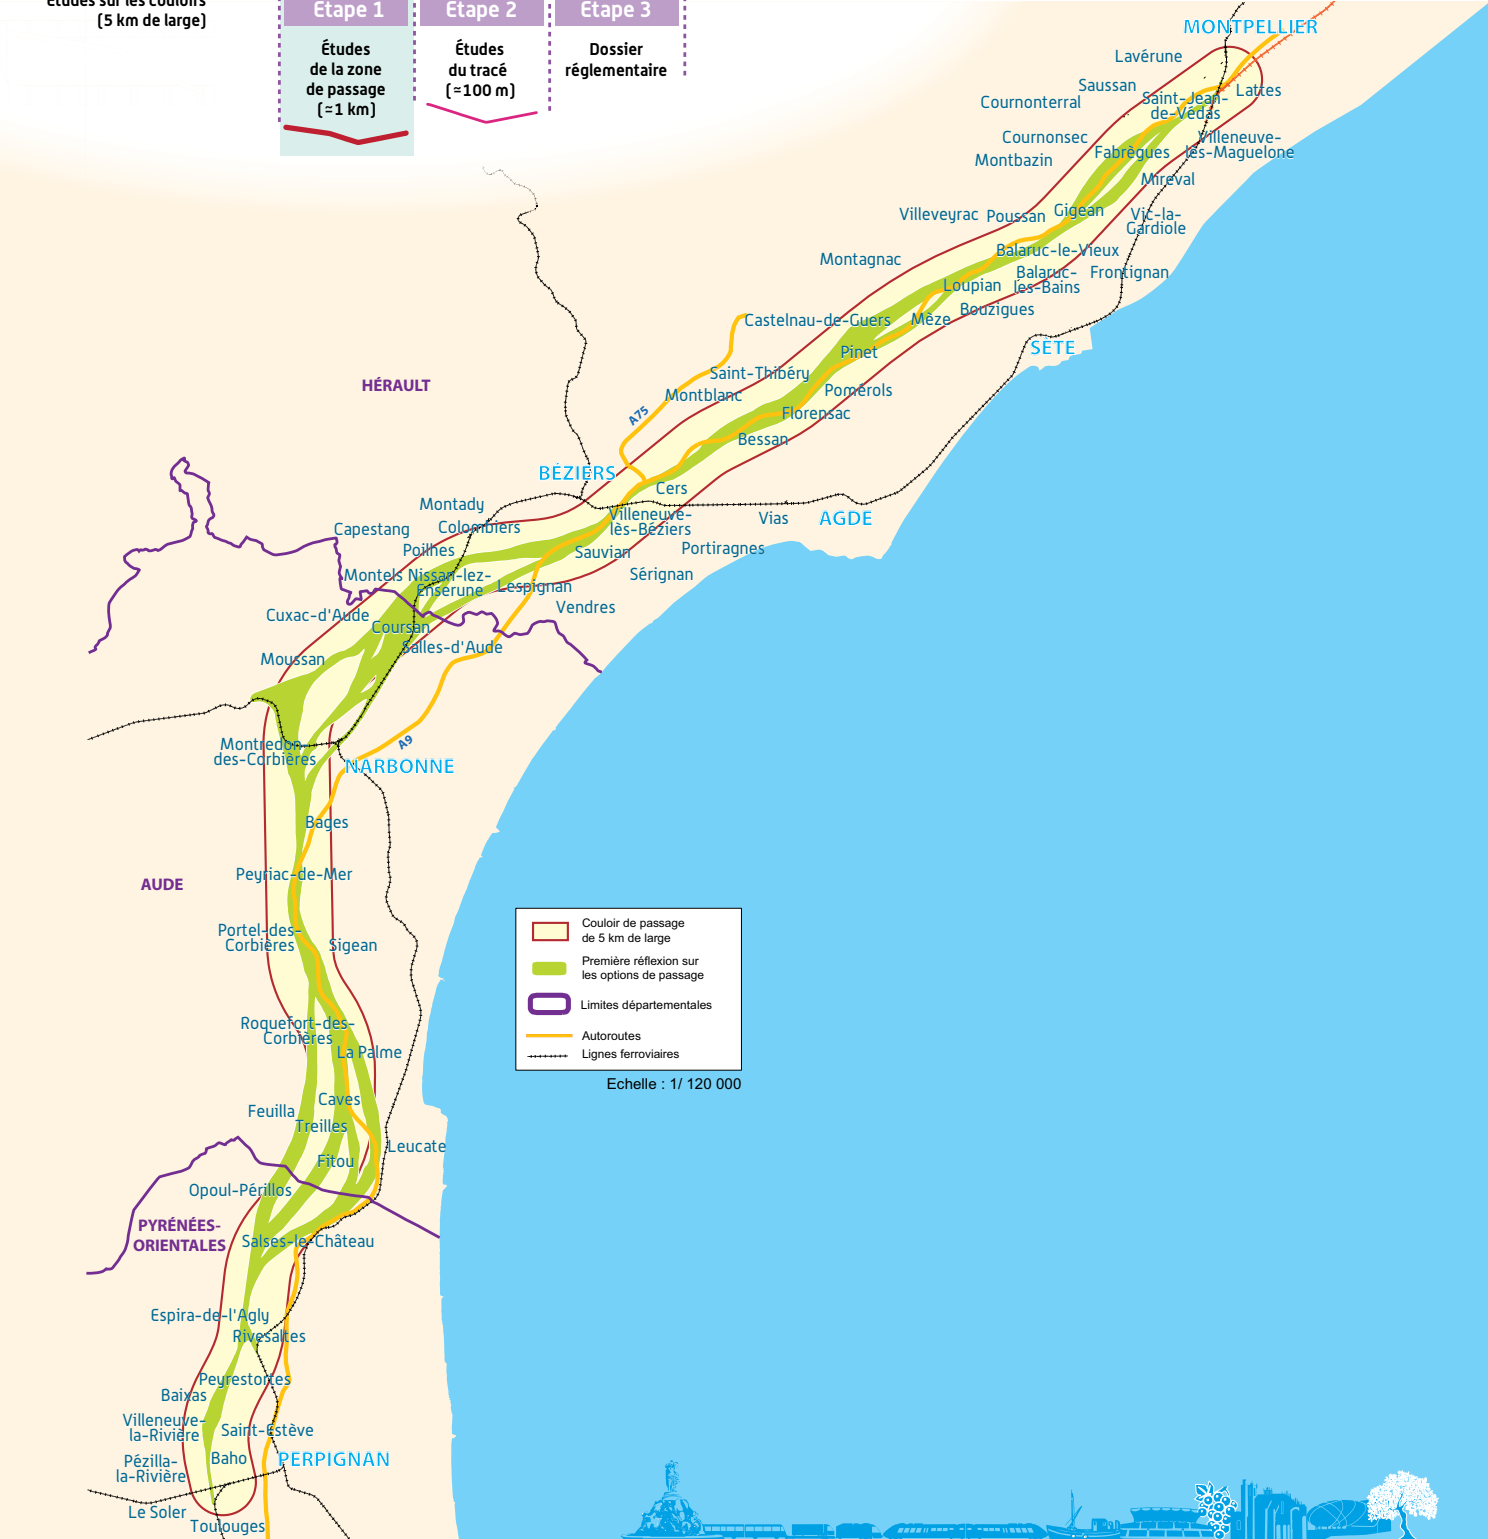 Études sur les couloirs
(5 km de large)
Étape 1
Étape 2
Étape 3
Études
de la zone
de passage
(≃1 km)
Études
du tracé
(≃100 m)
Dossier
réglementaire
MONTPELLIER
Lavérune
Saussan
Lattes
Cournonterral
Saint-Jean-
de-Védas
Cournonsec
Villeneuve-
lès-Maguelone
Montbazin
Fabrègues
Mireval
Villeveyrac
Poussan
Gigean
Vic-la-
Gardiole
Balaruc-le-Vieux
Montagnac
Balaruc-
les-Bains
Frontignan
Loupian
Bouzigues
Castelnau-de-Guers
Mèze
SÈTE
Pinet
Saint-Thibéry
HÉRAULT
Montblanc
Pomérols
A75
Florensac
Bessan
BÉZIERS
Cers
Montady
Villeneuve-
lès-Béziers
Vias
AGDE
Capestang
Colombiers
Poilhes
Sauvian
Portiragnes
Montels
Nissan-lez-
Enserune
Lespignan
Sérignan
Vendres
Cuxac-d'Aude
Coursan
Salles-d'Aude
Moussan
A9
Montredon-
des-Corbières
NARBONNE
Bages
Peyriac-de-Mer
AUDE
Portel-des-
Corbières
Sigean
Couloir de passage
de 5 km de large
Première réflexion sur
les options de passage
Limites départementales
Autoroutes
Lignes ferroviaires
Echelle : 1/ 120 000
Roquefort-des-
Corbières
La Palme
Caves
Feuilla
Treilles
Leucate
Fitou
Opoul-Périllos
PYRÉNÉES-
ORIENTALES
Salses-le-Château
Espira-de-l'Agly
Rivesaltes
Peyrestortes
Baixas
Villeneuve-
la-Rivière
Saint-Estève
Baho
PERPIGNAN
Pézilla-
la-Rivière
Le Soler
Toulouges